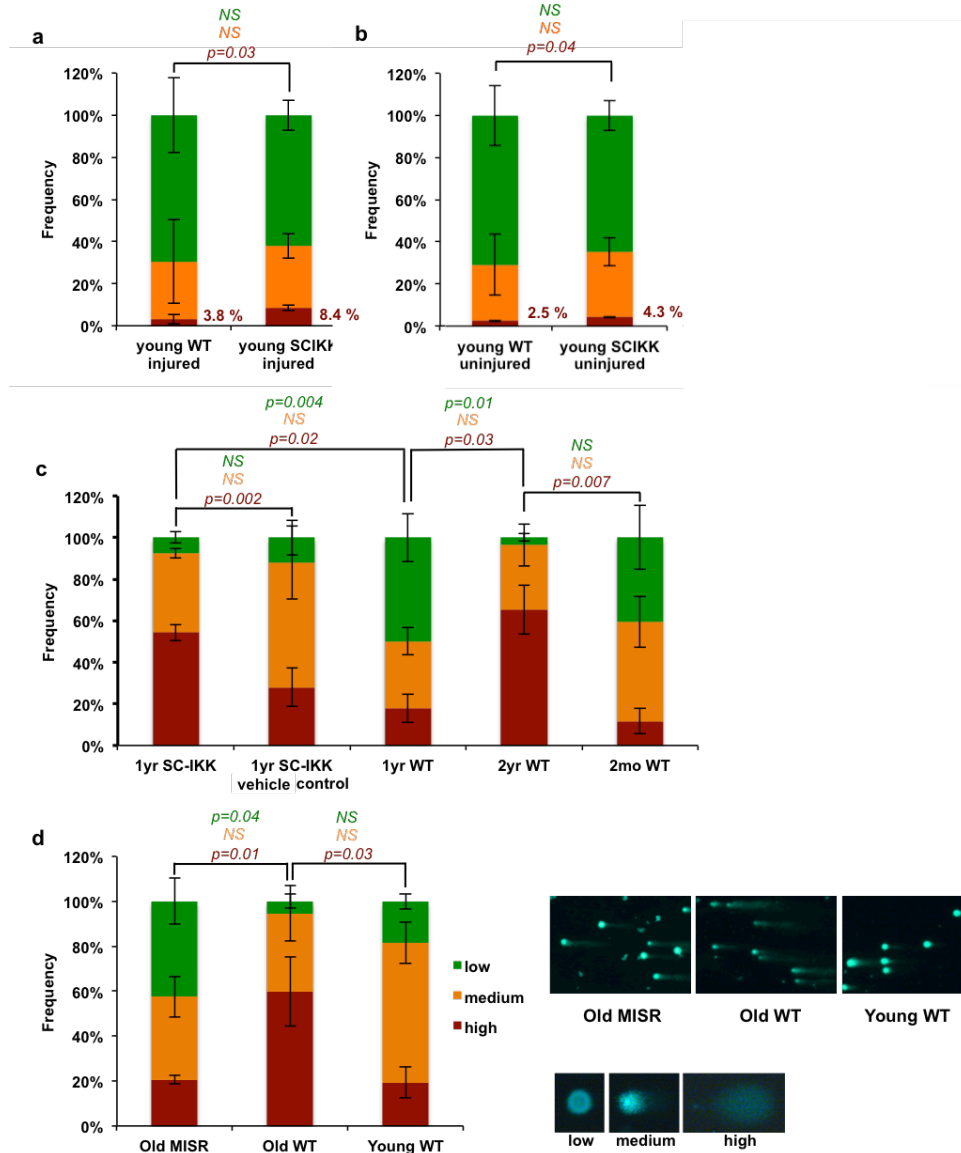 NS
NS
p=0.03
a
120%
100%
80%
60%
40%
20%
0%
Frequency
3.8 %
8.4 %
young WT
injured
young SCIKK
injured
NS
NS
p=0.04
b
120%
100%
80%
60%
40%
20%
0%
Frequency
2.5 %
4.3 %
young WT
uninjured
young SCIKK
uninjured
p=0.004
NS
p=0.02
p=0.01
NS
p=0.03
c
NS
NS
p=0.002
NS
NS
p=0.007
120%
100%
80%
60%
40%
20%
0%
Frequency
1yr SC-IKK
1yr SC-IKK
vehicle control
1yr WT
2yr WT
2mo WT
d
p=0.04
NS
p=0.01
NS
NS
p=0.03
120%
100%
80%
60%
40%
20%
0%
Frequency
Old MISR
Old WT
Young WT
low
medium
high
Old MISR
Old WT
Young WT
low
medium
high